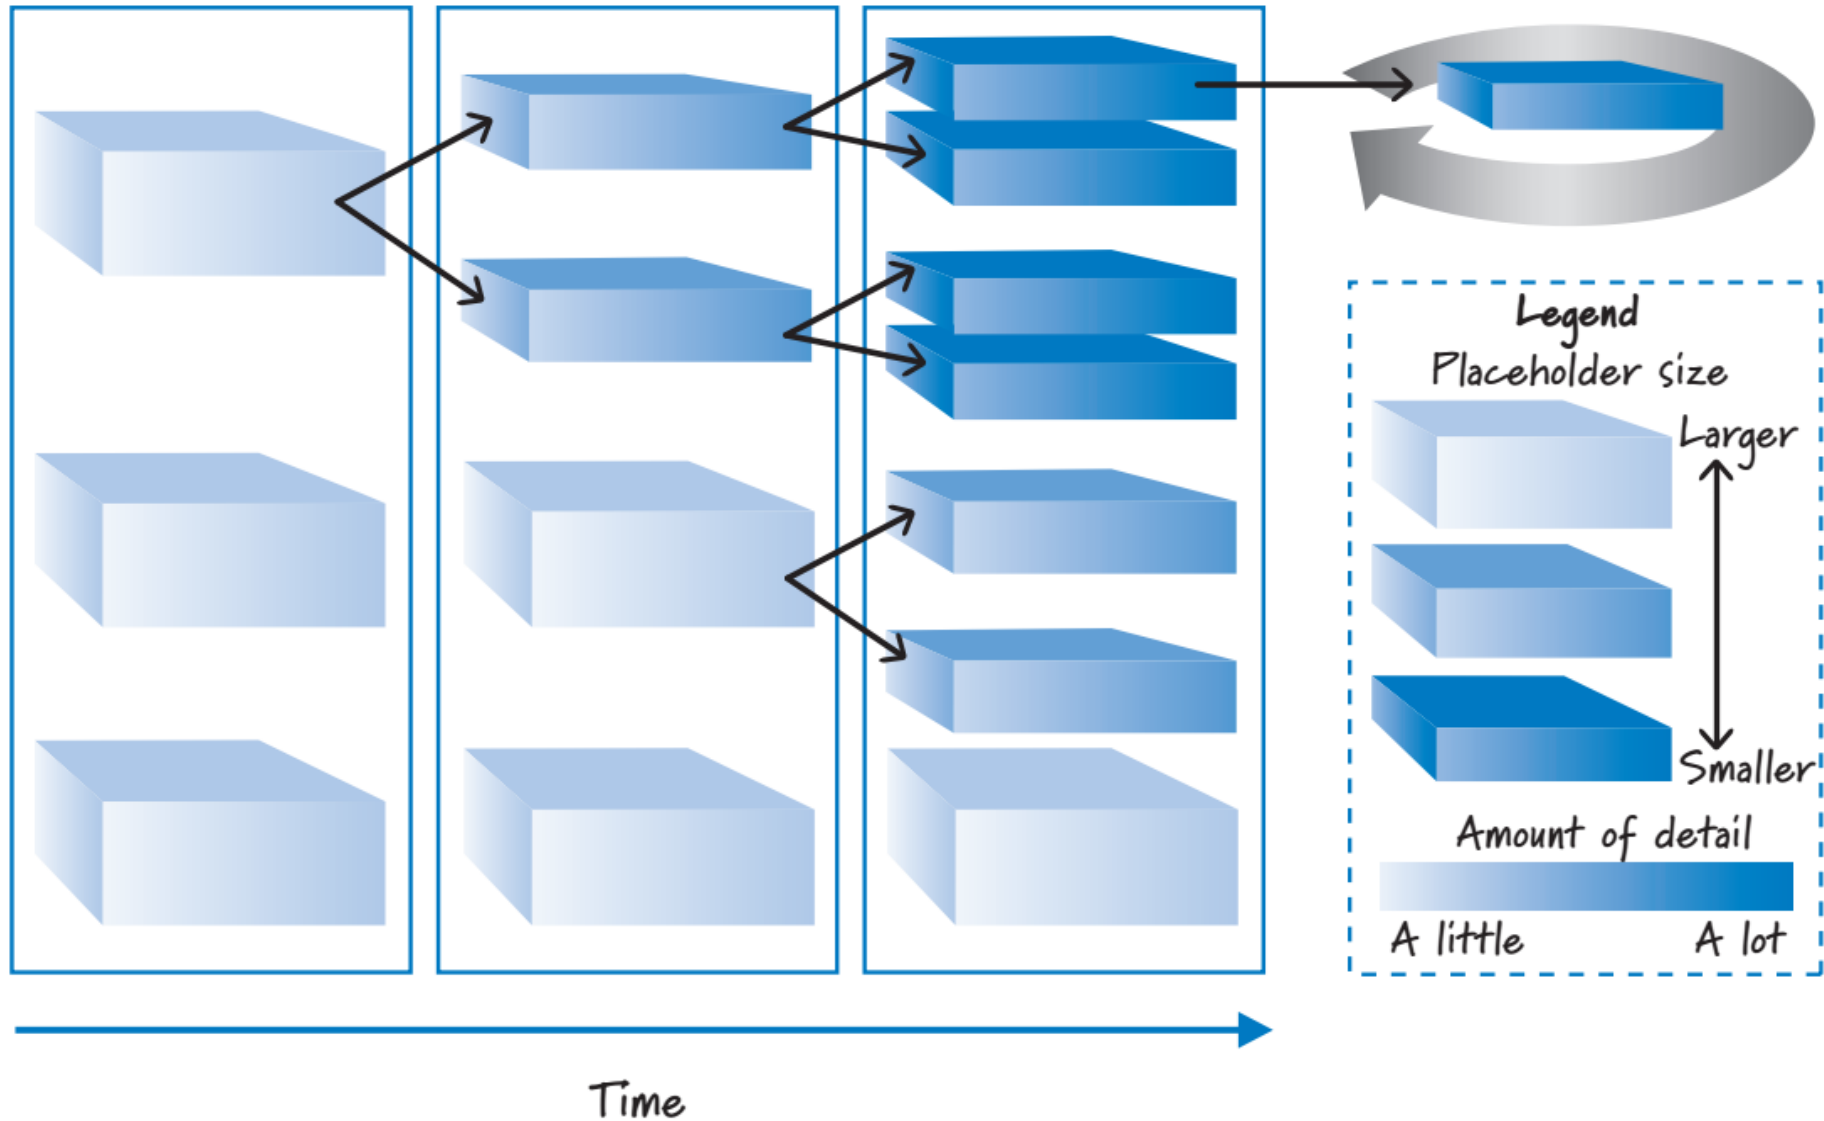 Legend
Placeholder size
Larger
Smaller
Amount of detail
A little A lot
Time